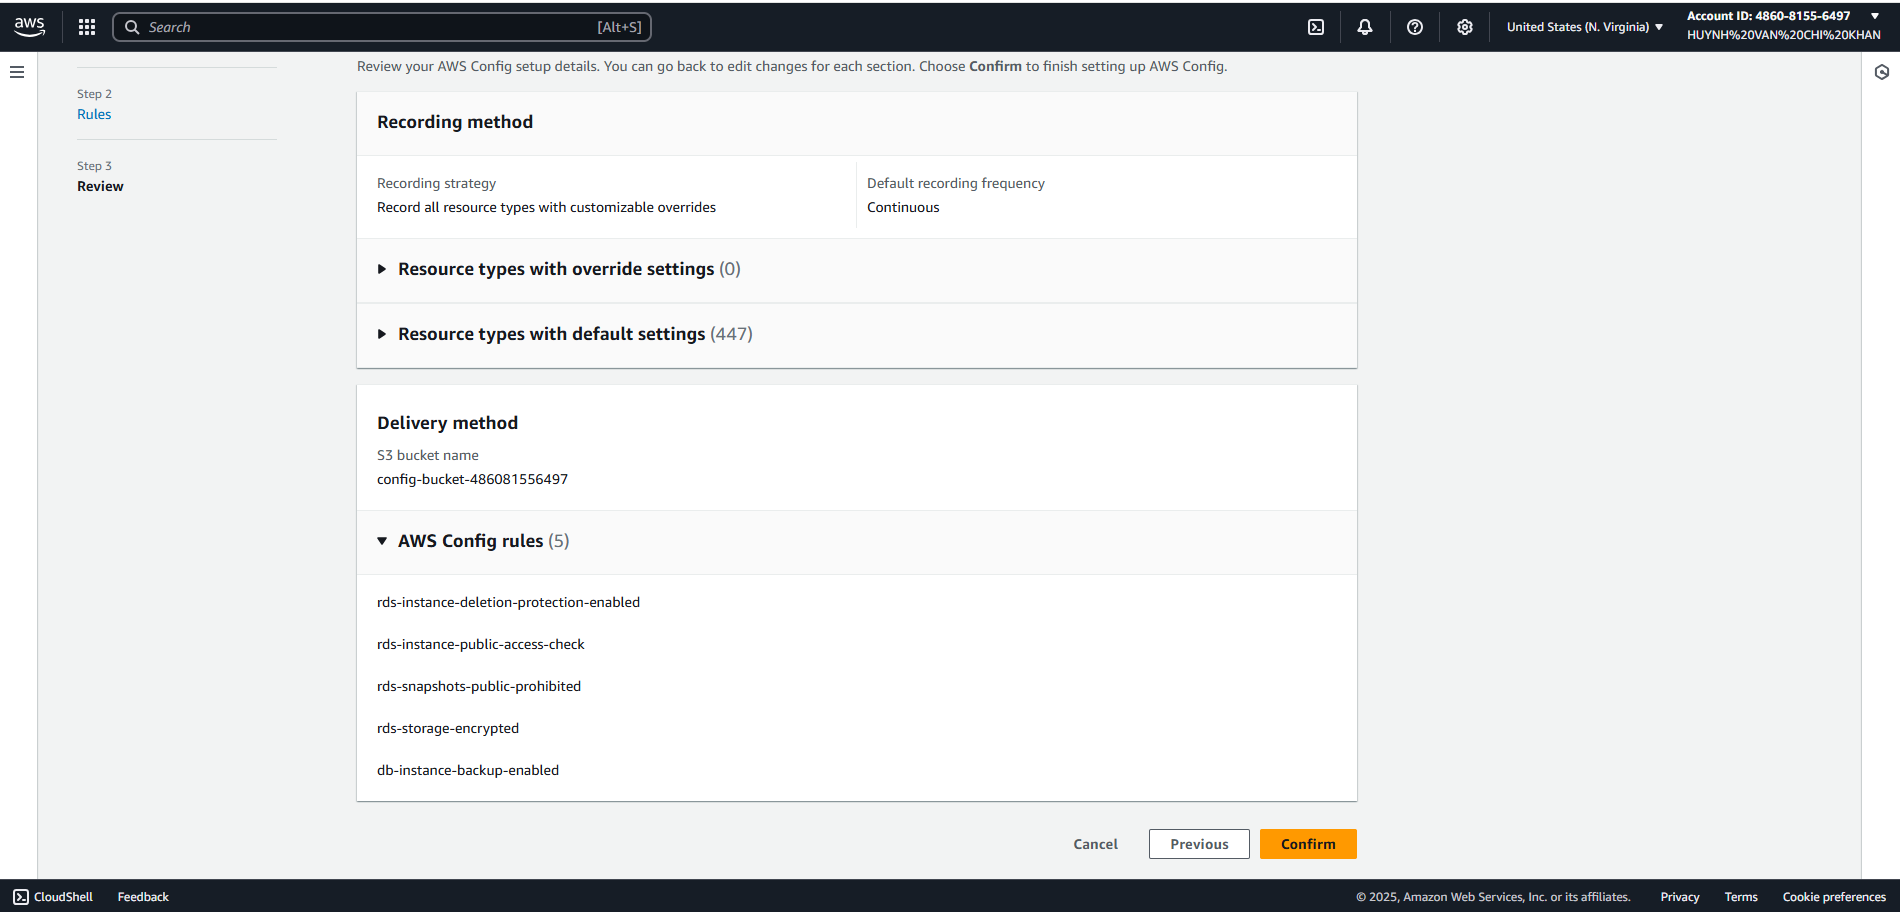 aws
Search [Alt+S]
United States (N. Virginia)
Account ID: 4860-8155-6497
HUYNH%20VAN%20CHI%20KHAN
Step 2
Rules
Step 3
Review
Review your AWS Config setup details. You can go back to edit changes for each section. Choose Confirm to finish setting up AWS Config.
Recording method
Recording strategy
Record all resource types with customizable overrides
Default recording frequency
Continuous
Resource types with override settings (0)
Resource types with default settings (447)
Delivery method
S3 bucket name
config-bucket-486081556497
AWS Config rules (5)
rds-instance-deletion-protection-enabled
rds-instance-public-access-check
rds-snapshots-public-prohibited
rds-storage-encrypted
db-instance-backup-enabled
Cancel Previous Confirm
CloudShell Feedback © 2025, Amazon Web Services, Inc. or its affiliates. Privacy Terms Cookie preferences